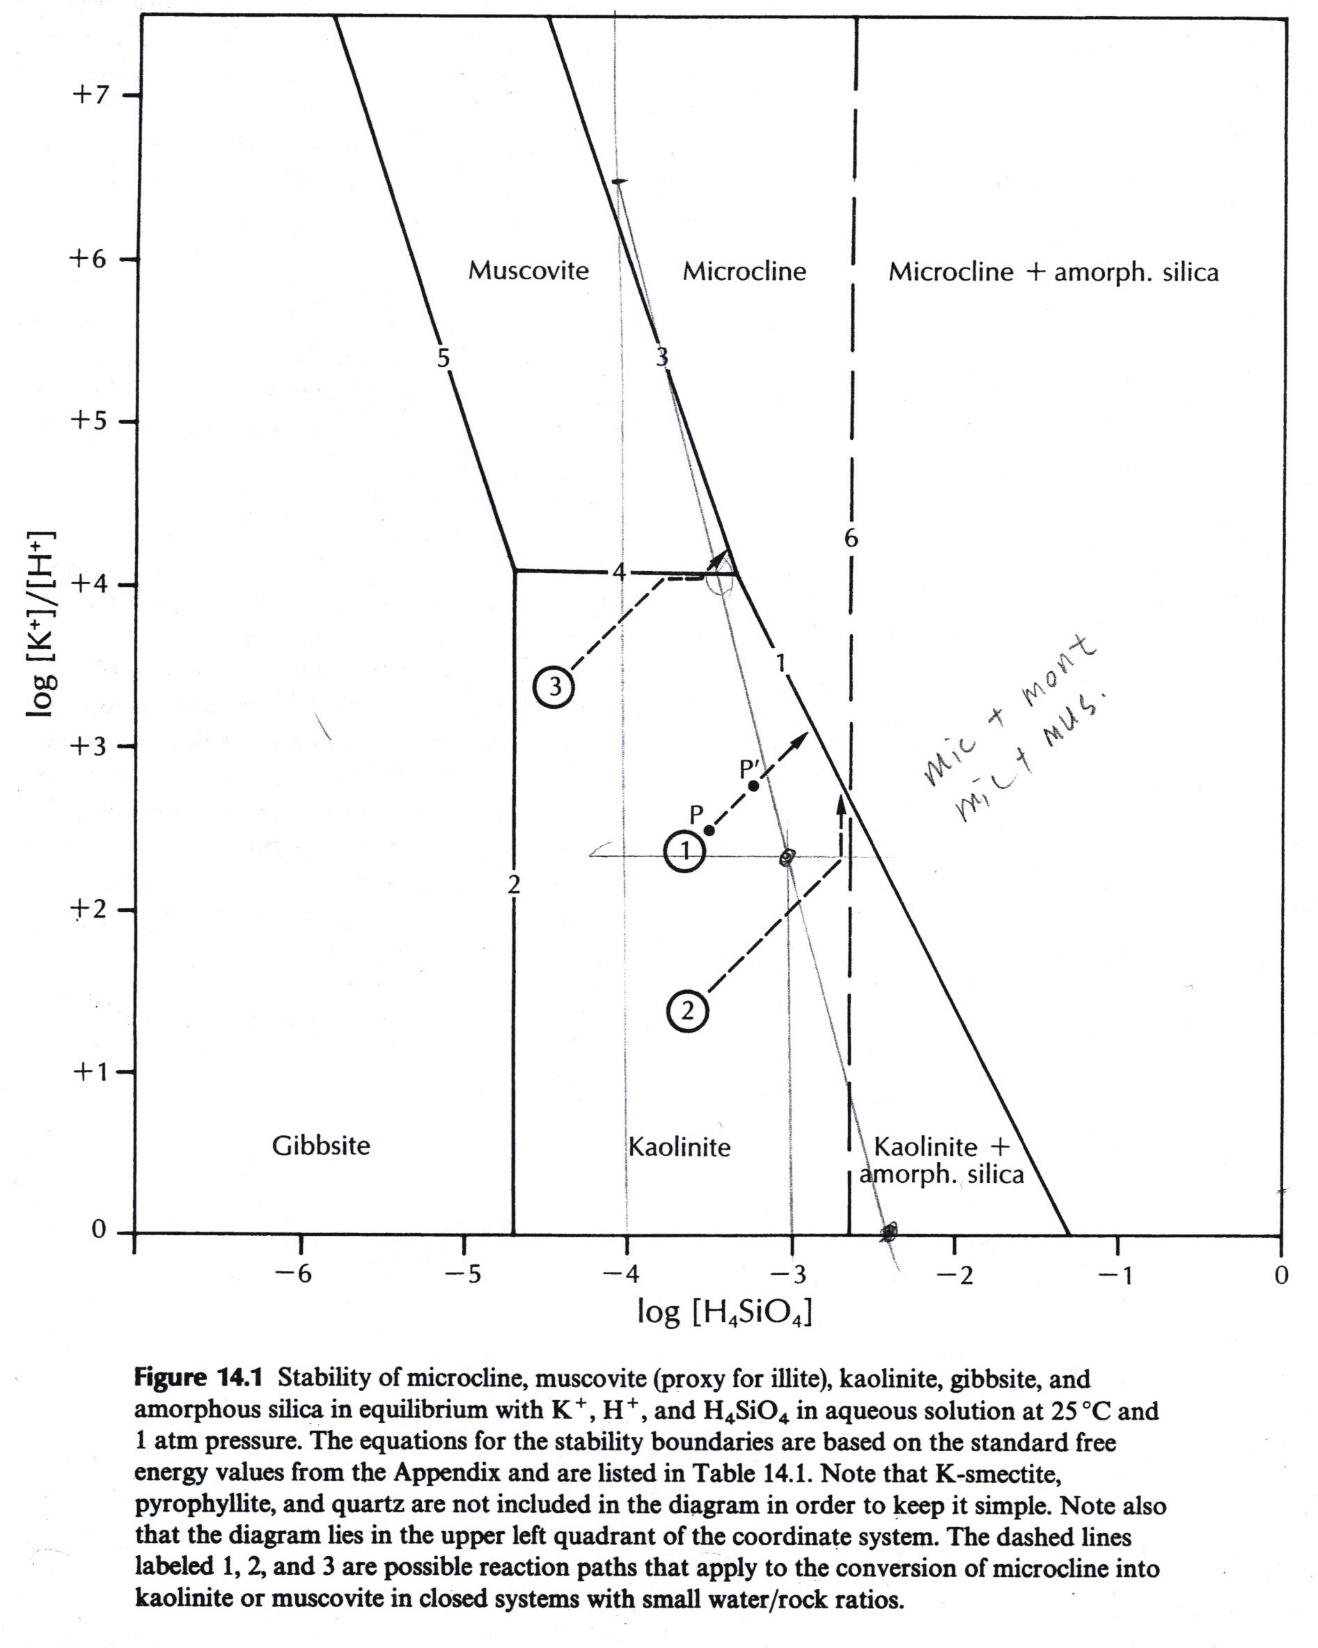 +7
+6
Muscovite
Microcline
Microcline + amorph. silica
5
3
+5
6
log [K⁺]/[H⁺]
4
+4
1
3
mic + mont
mic + mus.
+3
P′
P
1
2
+2
2
+1
Gibbsite
Kaolinite
Kaolinite +
amorph. silica
0
−6
−5
−4
−3
−2
−1
0
log [H₄SiO₄]
Figure 14.1 Stability of microcline, muscovite (proxy for illite), kaolinite, gibbsite, and
amorphous silica in equilibrium with K⁺, H⁺, and H₄SiO₄ in aqueous solution at 25 °C and
1 atm pressure. The equations for the stability boundaries are based on the standard free
energy values from the Appendix and are listed in Table 14.1. Note that K-smectite,
pyrophyllite, and quartz are not included in the diagram in order to keep it simple. Note also
that the diagram lies in the upper left quadrant of the coordinate system. The dashed lines
labeled 1, 2, and 3 are possible reaction paths that apply to the conversion of microcline into
kaolinite or muscovite in closed systems with small water/rock ratios.